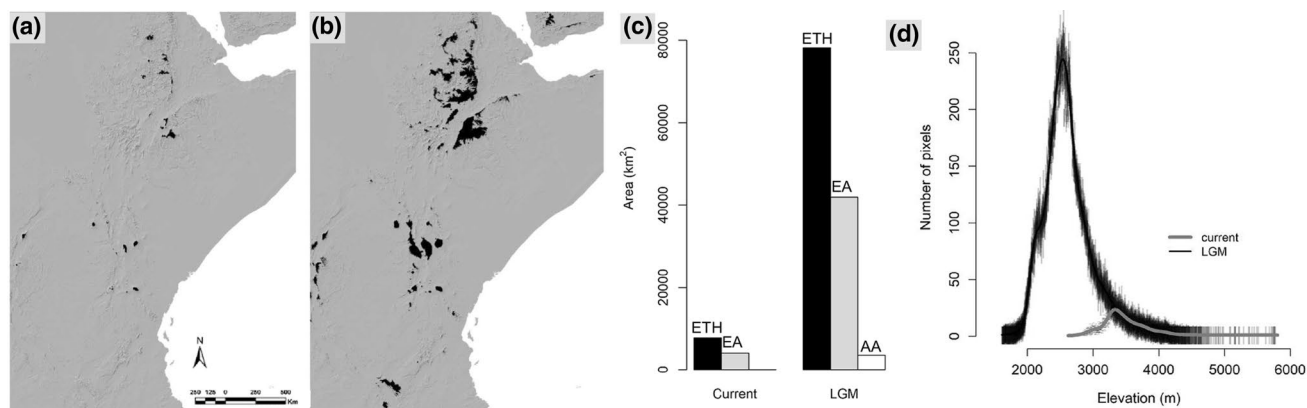 (a)
N
250 125 0 250 500
Km
(b)
(c)
Area (km²)
80000
60000
40000
20000
0
ETH
EA
Current
ETH
EA
AA
LGM
(d)
Number of pixels
250
200
150
100
50
0
current
LGM
2000 3000 4000 5000 6000
Elevation (m)